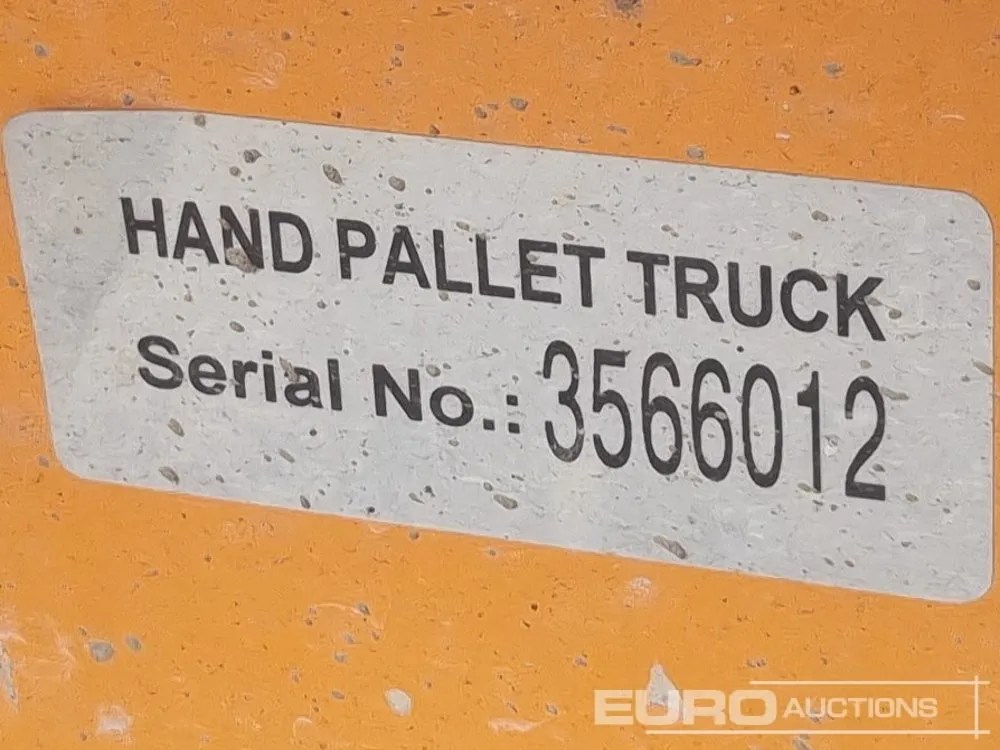 HAND PALLET TRUCK
Serial No.: 3566012
EURO AUCTIONS